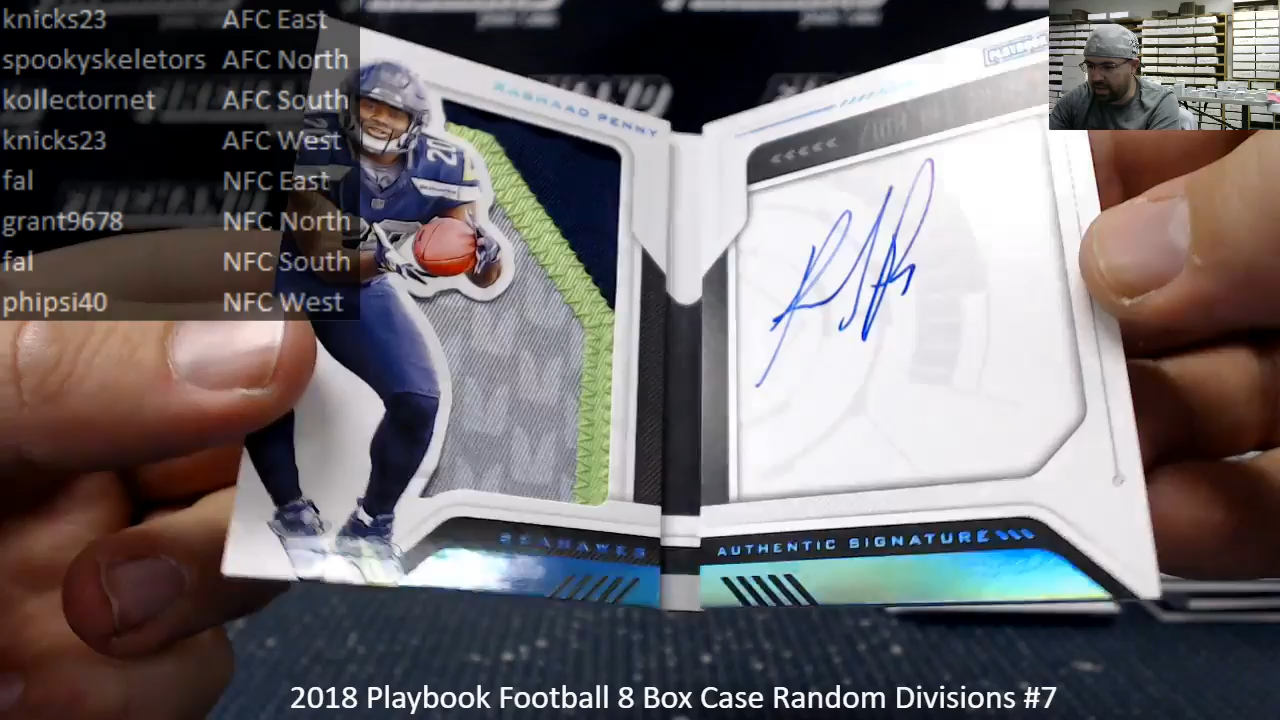 knicks23 AFC East
spookyskeletors AFC North
kollectornet AFC South
knicks23 AFC West
fal NFC East
grant9678 NFC North
fal NFC South
phipsi40 NFC West
RASHAAD PENNY
20
SEAHAWKS
AUTHENTIC SIGNATURE
2018 Playbook Football 8 Box Case Random Divisions #7